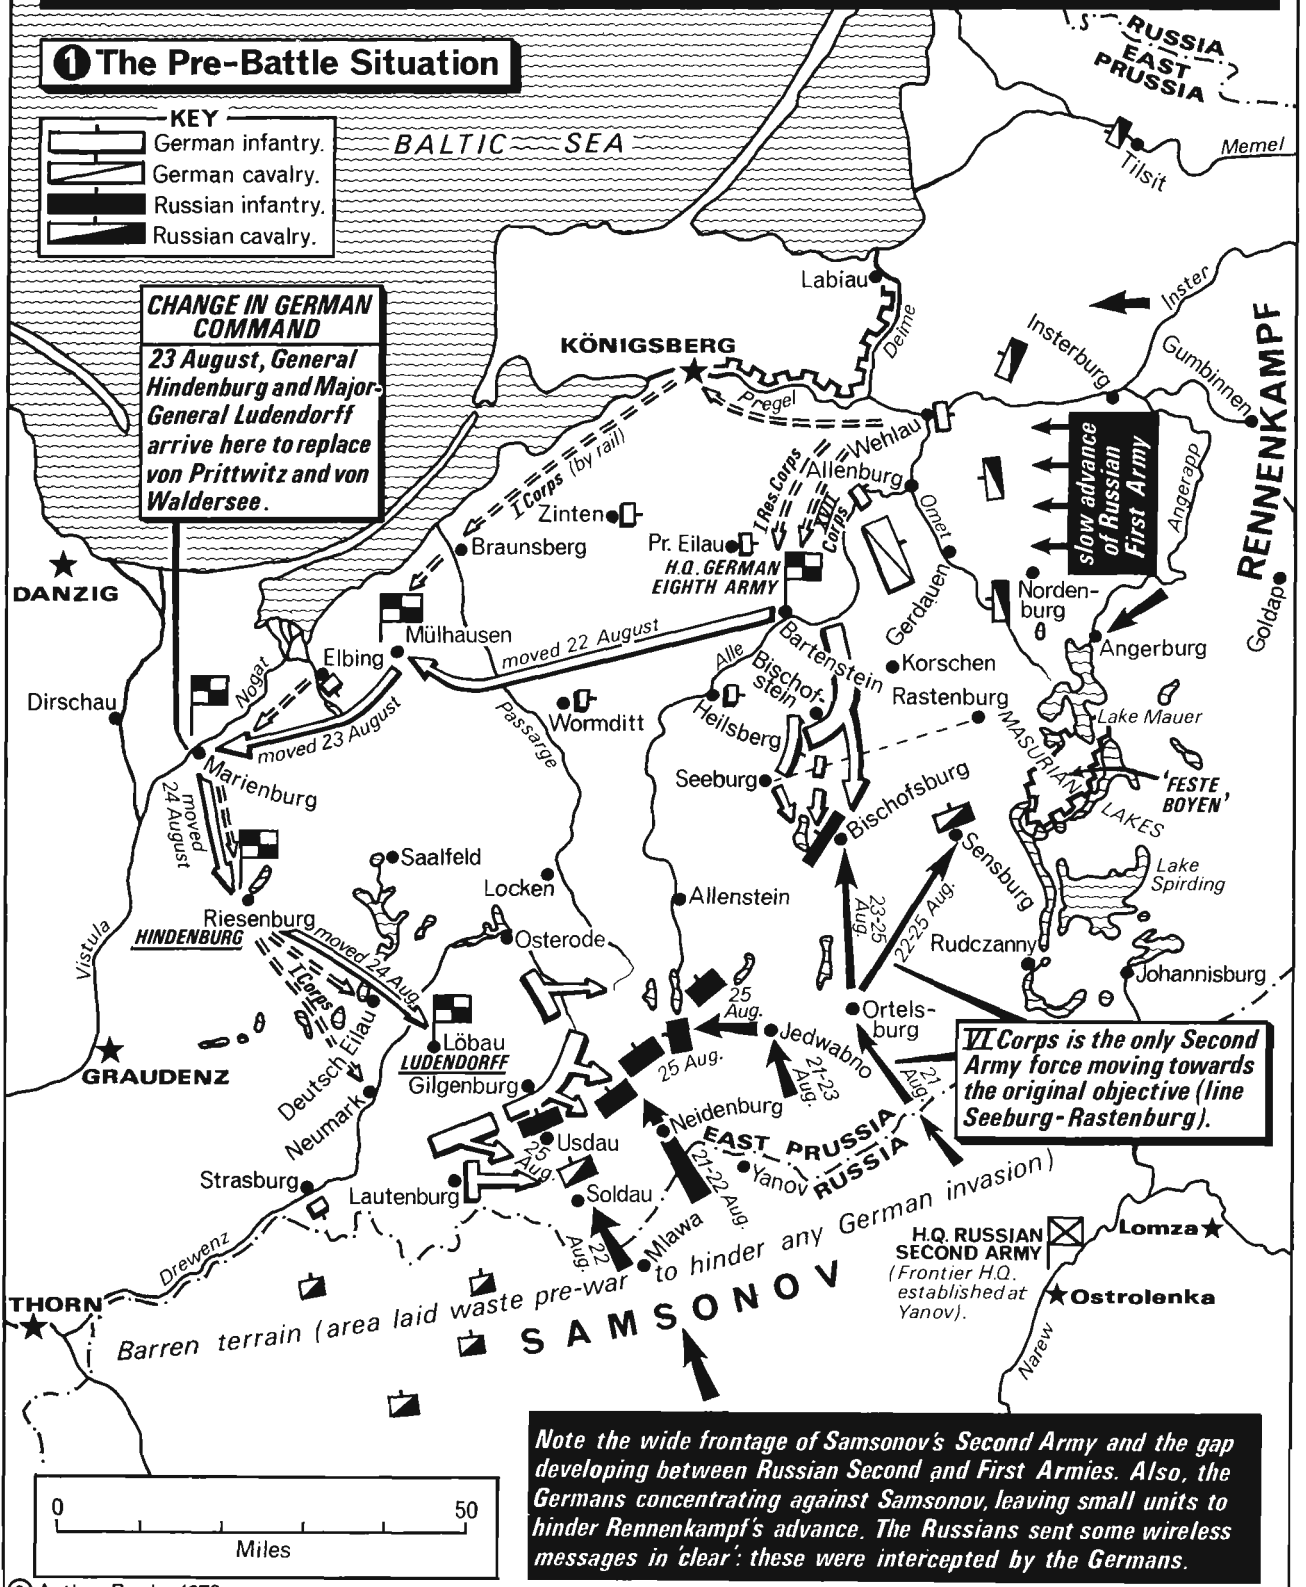 1 The Pre-Battle Situation
KEY
German infantry.
German cavalry.
Russian infantry.
Russian cavalry.
BALTIC SEA
RUSSIA
EAST
PRUSSIA
Tilsit
Memel
CHANGE IN GERMAN
COMMAND
23 August, General
Hindenburg and Major-
General Ludendorff
arrive here to replace
von Prittwitz and von
Waldersee.
Labiau
Deime
Inster
Insterburg
Gumbinnen
RENNENKAMPF
KÖNIGSBERG
Pregel
Wehlau
Allenburg
slow advance
of Russian
First Army
Angerapp
I Corps (by rail)
I Res. Corps
XVII
Corps
Zinten
Braunsberg
Pr. Eilau
H.Q. GERMAN
EIGHTH ARMY
Omet
Gerdauen
Norden-
burg
Goldap
DANZIG
Mülhausen
moved 22 August
Bartenstein
Angerburg
Elbing
Nogat
Alle
Bischof-
stein
Korschen
Rastenburg
Dirschau
moved 23 August
Passarge
Wormditt
Heilsberg
Lake Mauer
MASURIAN
LAKES
Marienburg
Seeburg
'FESTE
BOYEN'
moved
24 August
Bischofsburg
Sensburg
Saalfeld
Locken
Allenstein
Lake
Spirding
Riesenburg
HINDENBURG
moved 24 Aug.
23-25
Aug.
22-25 Aug.
Vistula
Osterode
Rudczanny
Johannisburg
I Corps
25
Aug.
Ortels-
burg
Jedwabno
Deutsch Eilau
Löbau
LUDENDORFF
GRAUDENZ
Gilgenburg
25 Aug.
21-23
Aug.
21
Aug.
VI Corps is the only Second
Army force moving towards
the original objective (line
Seeburg-Rastenburg).
Neumark
Neidenburg
EAST PRUSSIA
RUSSIA
Usdau
25
Aug.
Yanov
Strasburg
Lautenburg
Soldau
21-22 Aug.
Mlawa
22
Aug.
Drewenz
H.Q. RUSSIAN
SECOND ARMY
(Frontier H.Q.
established at
Yanov).
Lomza
Ostrolenka
Narew
THORN
Barren terrain (area laid waste pre-war to hinder any German invasion)
SAMSONOV
Note the wide frontage of Samsonov's Second Army and the gap
developing between Russian Second and First Armies. Also, the
Germans concentrating against Samsonov, leaving small units to
hinder Rennenkampf's advance. The Russians sent some wireless
messages in 'clear': these were intercepted by the Germans.
0 50
Miles